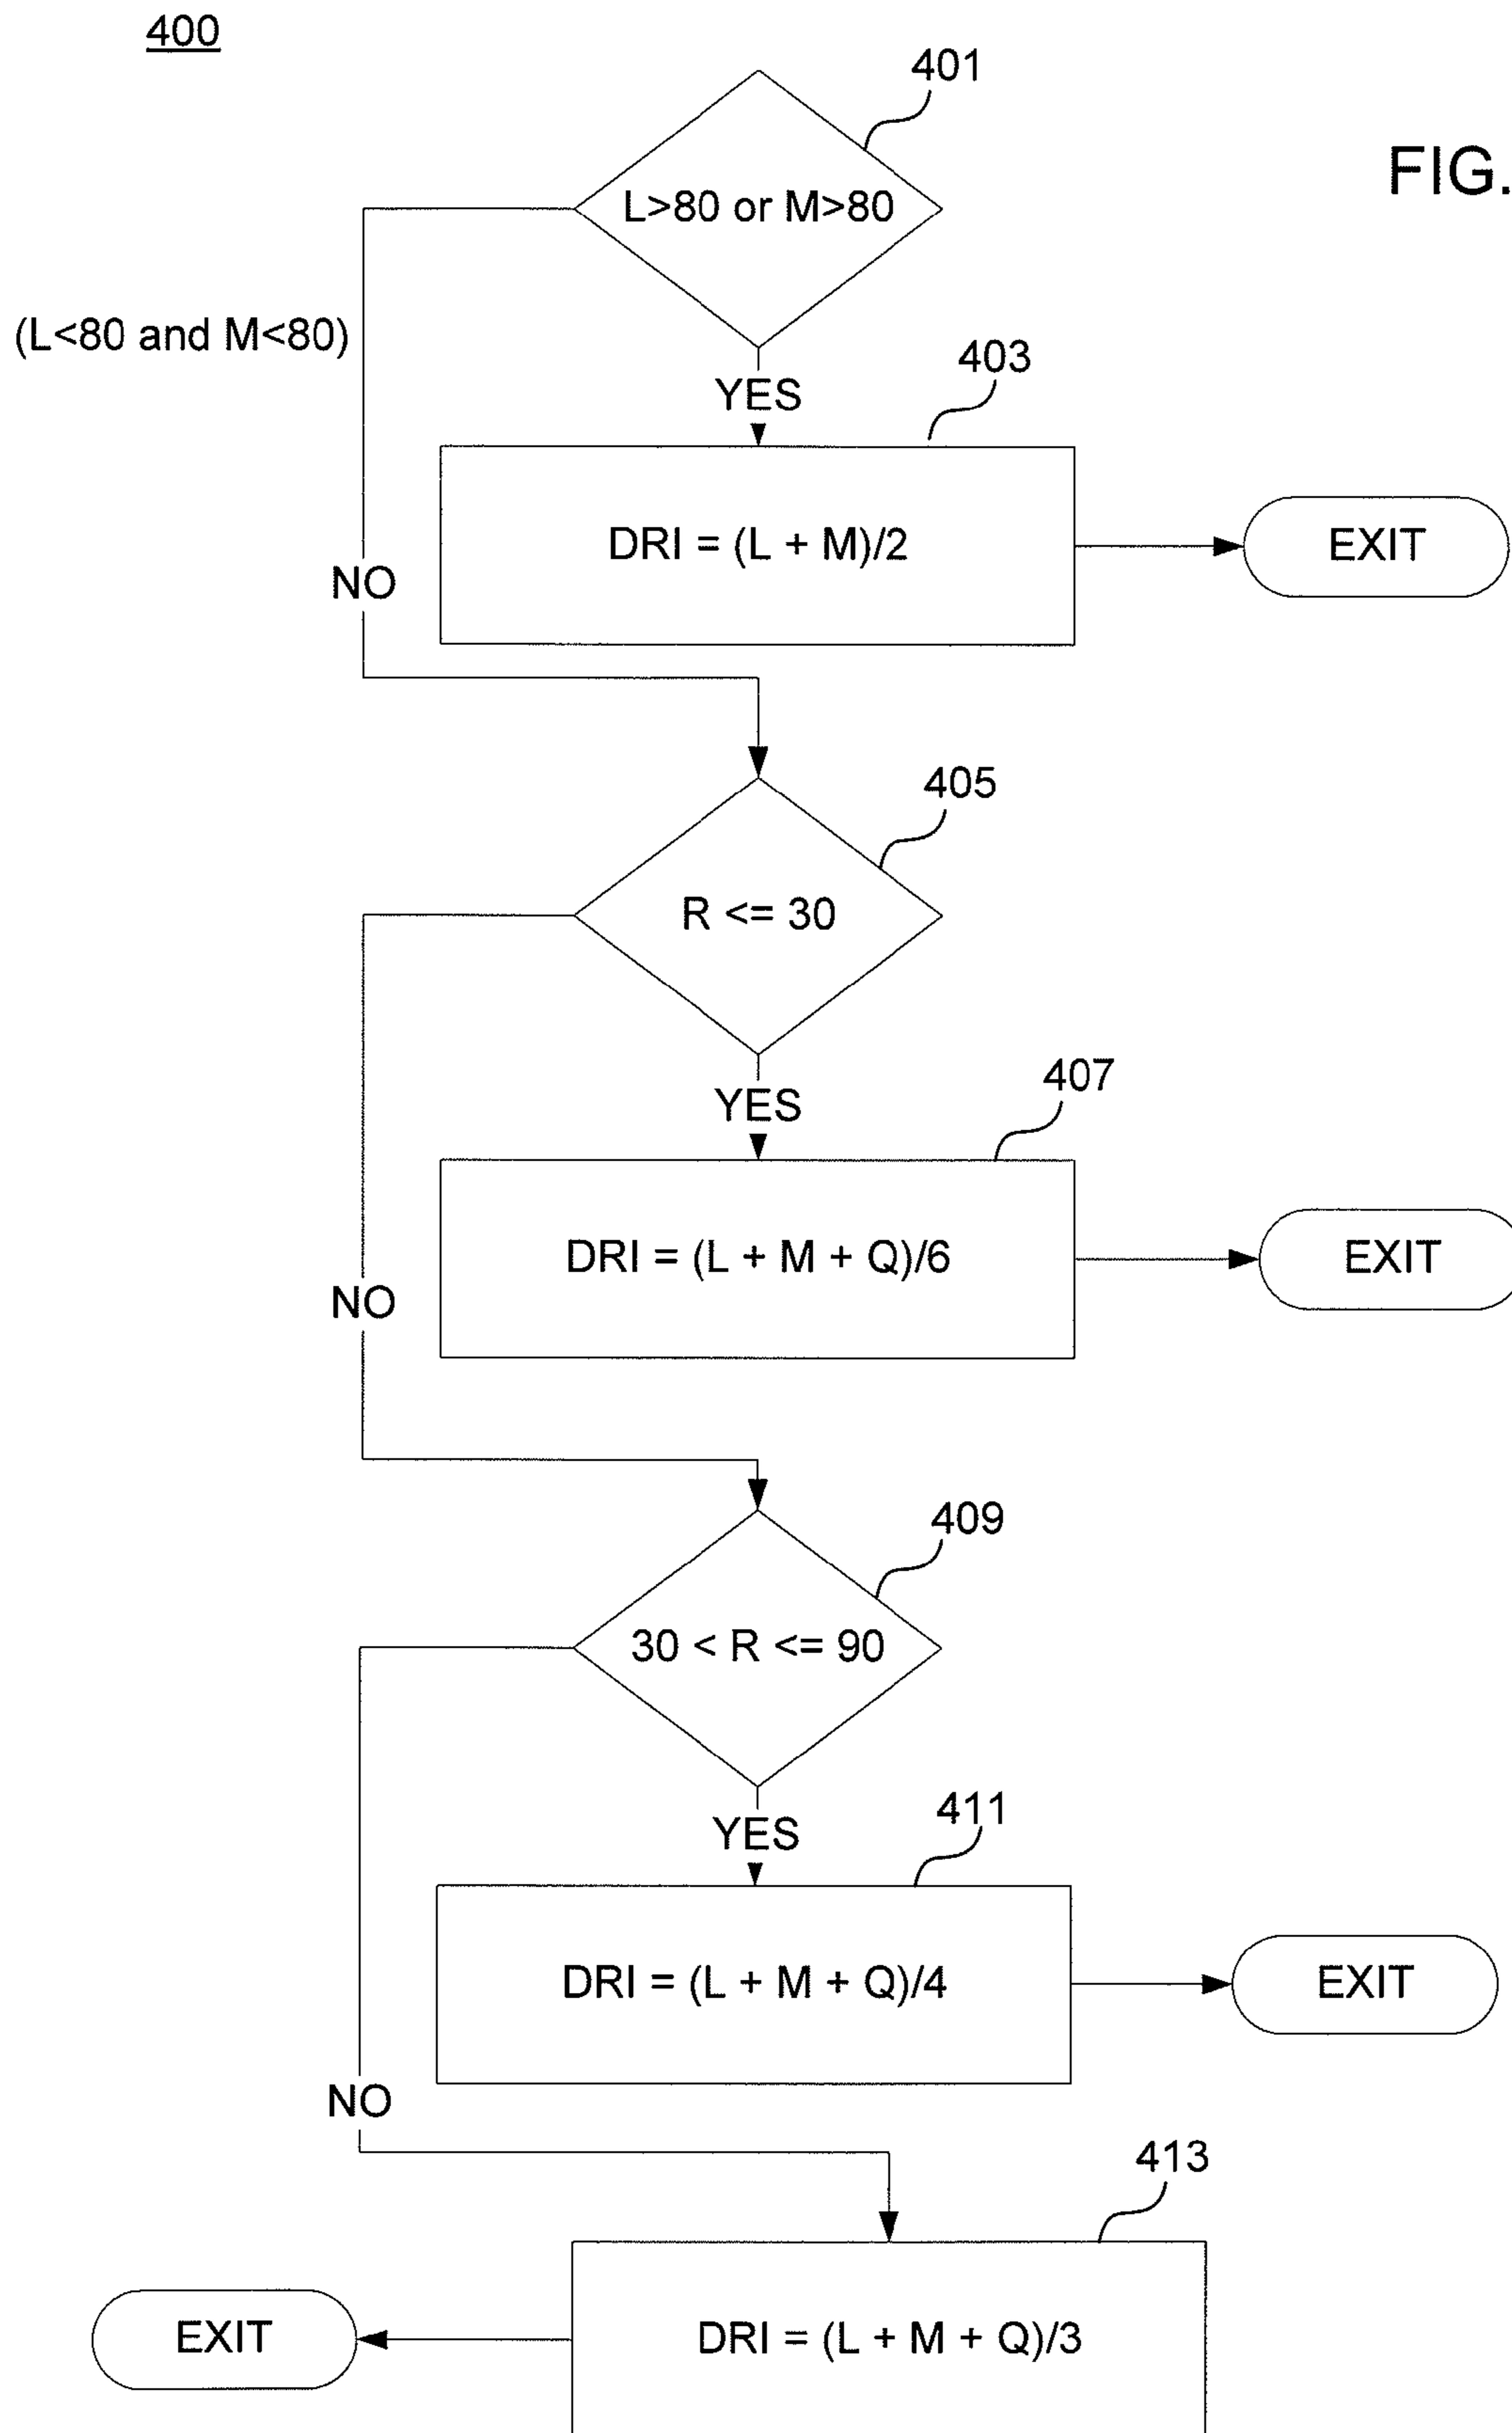 400
401
FIG.
L>80 or M>80
(L<80 and M<80)
403
YES
DRI = (L + M)/2
EXIT
NO
405
R <= 30
407
YES
DRI = (L + M + Q)/6
EXIT
NO
409
30 < R <= 90
411
YES
DRI = (L + M + Q)/4
EXIT
NO
413
DRI = (L + M + Q)/3
EXIT